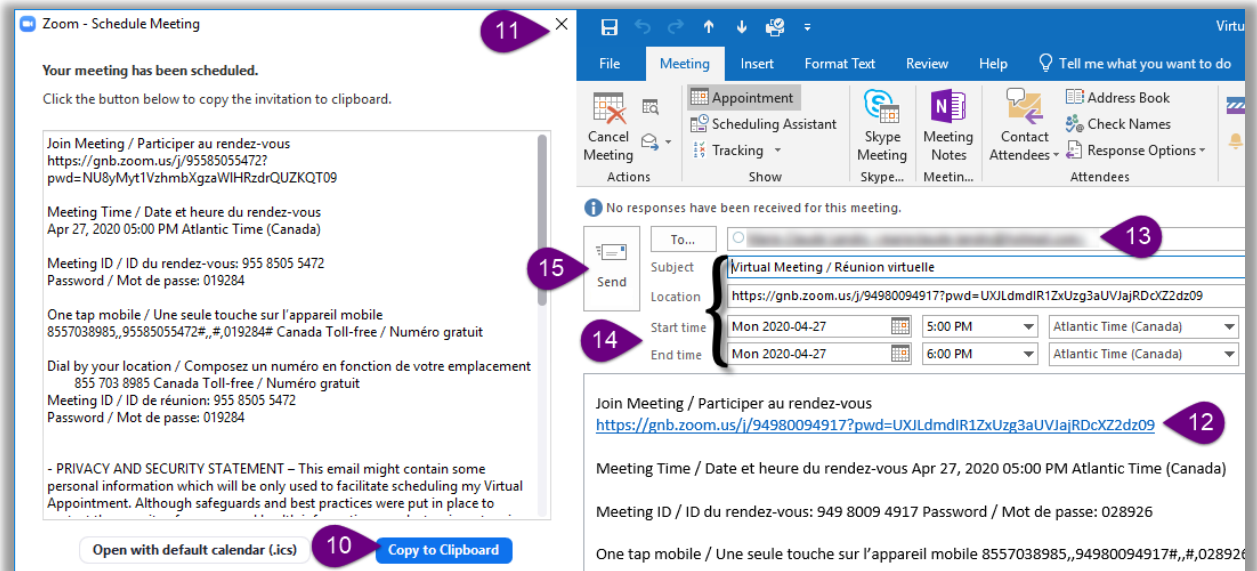 Zoom - Schedule Meeting
11
Your meeting has been scheduled.
Click the button below to copy the invitation to clipboard.
Join Meeting / Participer au rendez-vous
https://gnb.zoom.us/j/95585055472?
pwd=NU8yMyt1VzhmbXgzaWlHRzdrQUZKQT09
Meeting Time / Date et heure du rendez-vous
Apr 27, 2020 05:00 PM Atlantic Time (Canada)
Meeting ID / ID du rendez-vous: 955 8505 5472
Password / Mot de passe: 019284
One tap mobile / Une seule touche sur l'appareil mobile
8557038985,,95585055472#,,#,019284# Canada Toll-free / Numéro gratuit
Dial by your location / Composez un numéro en fonction de votre emplacement
855 703 8985 Canada Toll-free / Numéro gratuit
Meeting ID / ID de réunion: 955 8505 5472
Password / Mot de passe: 019284
- PRIVACY AND SECURITY STATEMENT – This email might contain some
personal information which will be only used to facilitate scheduling my Virtual
Appointment. Although safeguards and best practices were put in place to
Open with default calendar (.ics)
10
Copy to Clipboard
Virtu
File Meeting Insert Format Text Review Help Tell me what you want to do
Cancel Meeting
Actions
Appointment
Scheduling Assistant
Tracking
Show
Skype Meeting
Skype...
Meeting Notes
Meetin...
Contact Attendees
Address Book
Check Names
Response Options
Attendees
No responses have been received for this meeting.
15
Send
To...
13
Subject Virtual Meeting / Réunion virtuelle
Location https://gnb.zoom.us/j/94980094917?pwd=UXJLdmdIR1ZxUzg3aUVJajRDcXZ2dz09
14
Start time Mon 2020-04-27 5:00 PM Atlantic Time (Canada)
End time Mon 2020-04-27 6:00 PM Atlantic Time (Canada)
Join Meeting / Participer au rendez-vous
https://gnb.zoom.us/j/94980094917?pwd=UXJLdmdIR1ZxUzg3aUVJajRDcXZ2dz09
12
Meeting Time / Date et heure du rendez-vous Apr 27, 2020 05:00 PM Atlantic Time (Canada)
Meeting ID / ID du rendez-vous: 949 8009 4917 Password / Mot de passe: 028926
One tap mobile / Une seule touche sur l'appareil mobile 8557038985,,94980094917#,,#,028926